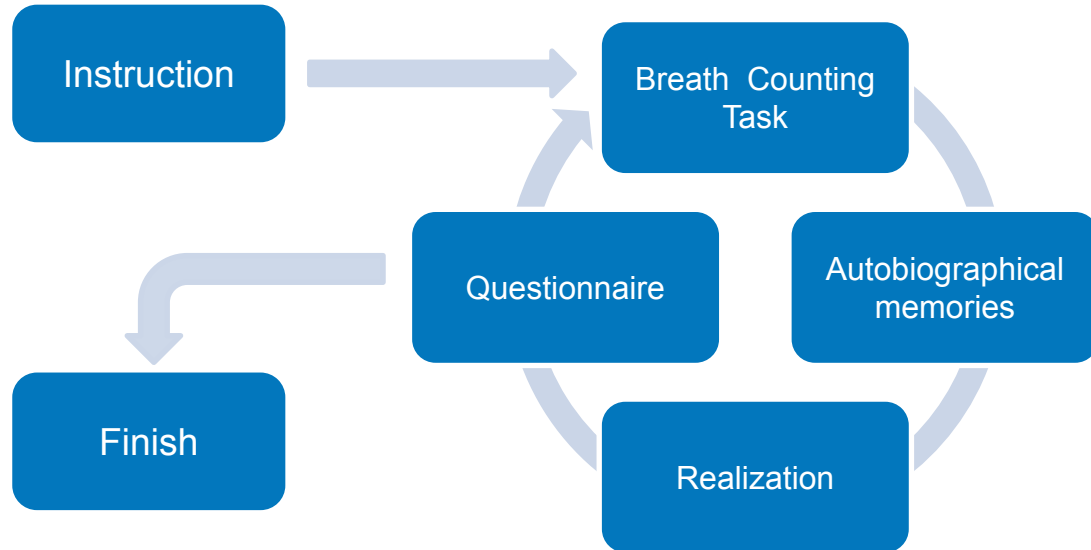 Instruction
Breath Counting
Task
Questionnaire
Autobiographical
memories
Finish
Realization